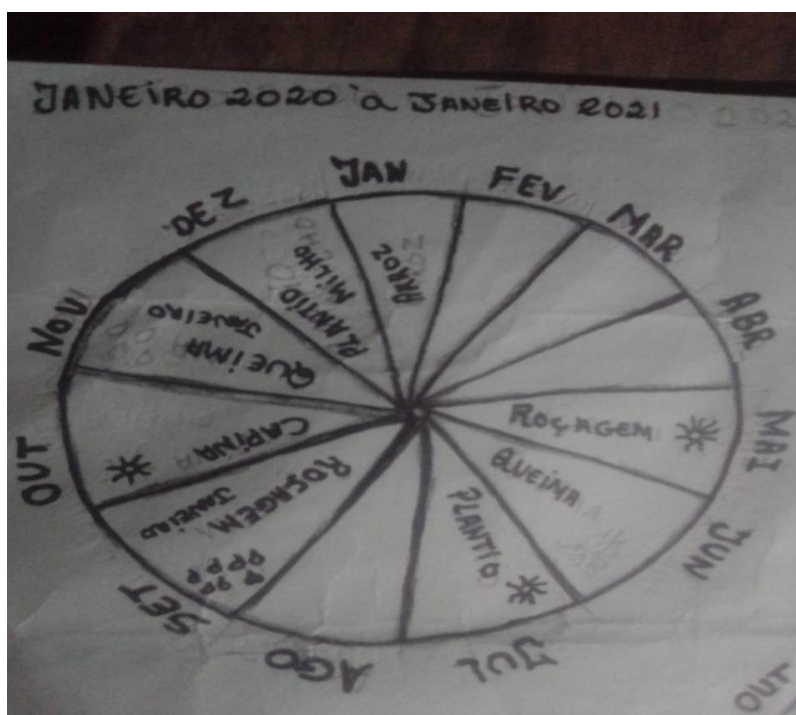 JANEIRO 2020 a JANEIRO 2021
JAN
FEV
MAR
ABR
MAI
JUN
JUL
AGO
SET
OUT
NOV
DEZ
ARROZ
ROÇAGEM
QUEIMA
PLANTIO
ROÇAGEM
JANEIRO
CAPINA
QUEIMA
JANEIRO
PLANTIO
MILHO
OUT